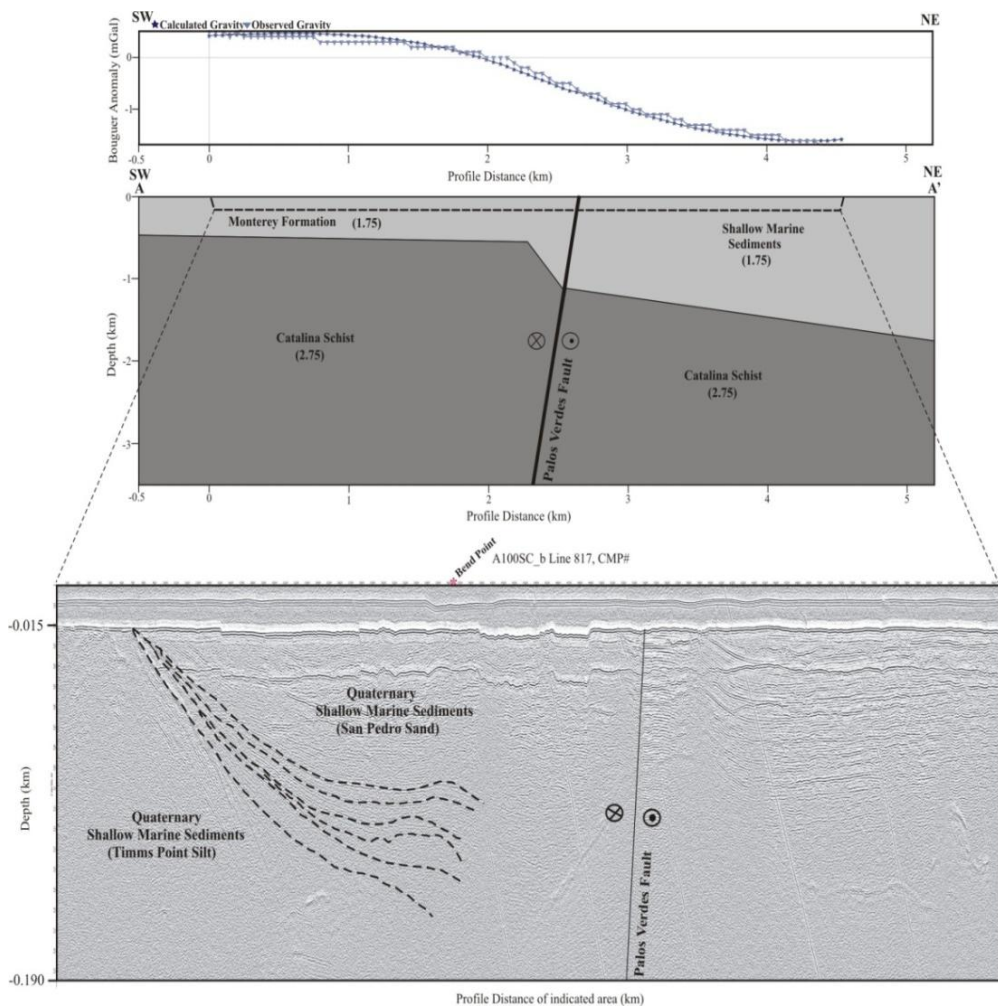 SW
NE
Calculated Gravity Observed Gravity
Bouguer Anomaly (mGal)
0
-1
-0.5 0 1 2 3 4 5
Profile Distance (km)
SW
A
NE
A'
0
Monterey Formation (1.75)
Shallow Marine
Sediments
(1.75)
-1
Depth (km)
Catalina Schist
(2.75)
-2
Catalina Schist
(2.75)
Palos Verdes Fault
-3
-0.5 0 1 2 3 4 5
Profile Distance (km)
Bend Point
A100SC_b Line 817, CMP#
-0.015
Quaternary
Shallow Marine Sediments
(San Pedro Sand)
Depth (km)
Quaternary
Shallow Marine Sediments
(Timms Point Silt)
Palos Verdes Fault
-0.190
Profile Distance of indicated area (km)